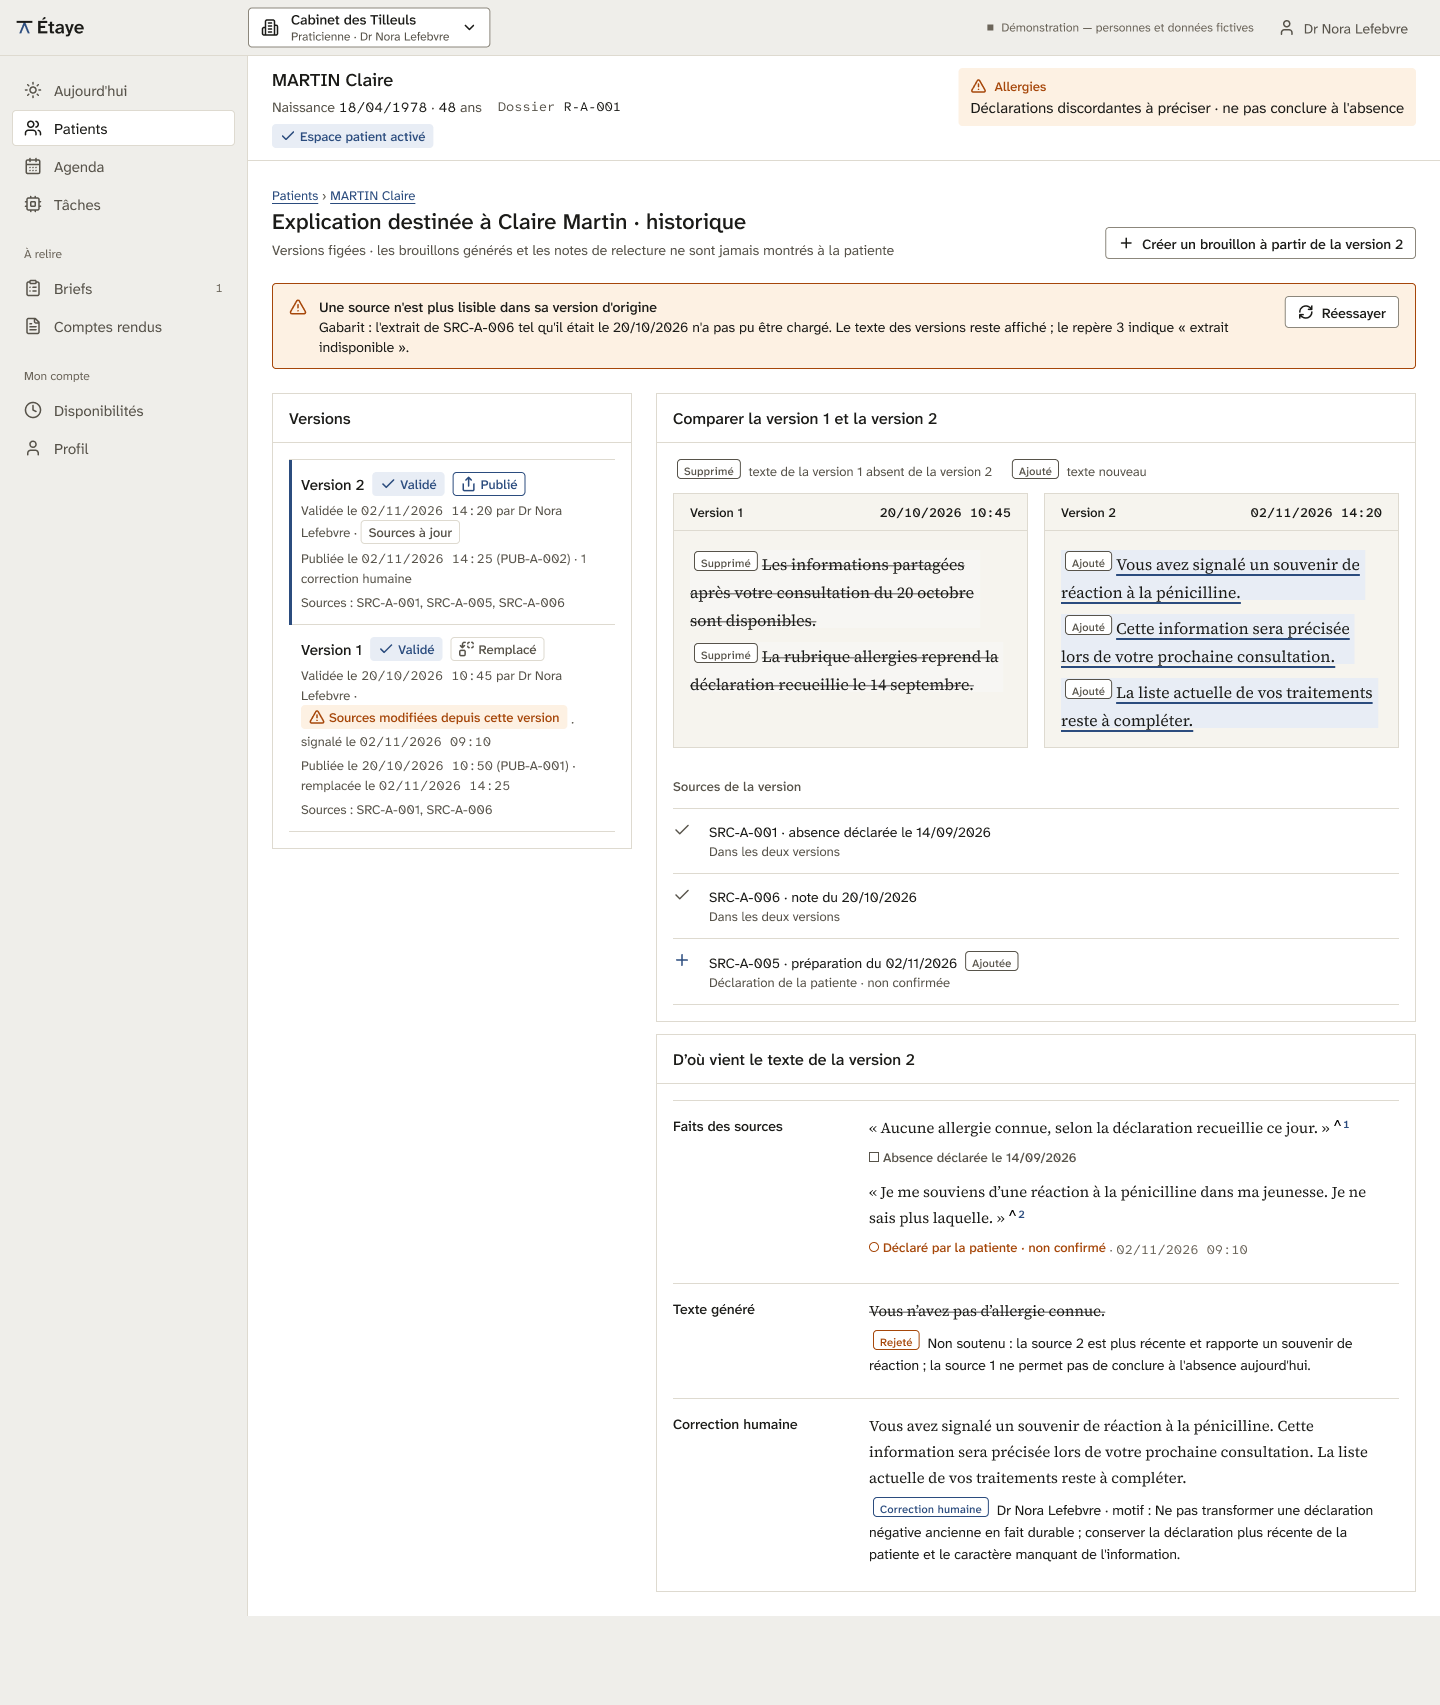 Étaye
Cabinet des Tilleuls
Praticienne · Dr Nora Lefebvre
Démonstration — personnes et données fictives
Dr Nora Lefebvre
Aujourd'hui
Patients
Agenda
Tâches
À relire
Briefs 1
Comptes rendus
Mon compte
Disponibilités
Profil
MARTIN Claire
Naissance 18/04/1978 · 48 ans Dossier R-A-001
Espace patient activé
Allergies
Déclarations discordantes à préciser · ne pas conclure à l'absence
Patients › MARTIN Claire
Explication destinée à Claire Martin · historique
Versions figées · les brouillons générés et les notes de relecture ne sont jamais montrés à la patiente
Créer un brouillon à partir de la version 2
Une source n'est plus lisible dans sa version d'origine
Gabarit : l'extrait de SRC-A-006 tel qu'il était le 20/10/2026 n'a pas pu être chargé. Le texte des versions reste affiché ; le repère 3 indique « extrait
indisponible ».
Réessayer
Versions
Version 2 Validé Publié
Validée le 02/11/2026 14:20 par Dr Nora
Lefebvre · Sources à jour
Publiée le 02/11/2026 14:25 (PUB-A-002) · 1
correction humaine
Sources : SRC-A-001, SRC-A-005, SRC-A-006
Version 1 Validé Remplacé
Validée le 20/10/2026 10:45 par Dr Nora
Lefebvre ·
Sources modifiées depuis cette version ·
signalé le 02/11/2026 09:10
Publiée le 20/10/2026 10:50 (PUB-A-001) ·
remplacée le 02/11/2026 14:25
Sources : SRC-A-001, SRC-A-006
Comparer la version 1 et la version 2
Supprimé texte de la version 1 absent de la version 2 Ajouté texte nouveau
Version 1 20/10/2026 10:45
Supprimé Les informations partagées
après votre consultation du 20 octobre
sont disponibles.
Supprimé La rubrique allergies reprend la
déclaration recueillie le 14 septembre.
Version 2 02/11/2026 14:20
Ajouté Vous avez signalé un souvenir de
réaction à la pénicilline.
Ajouté Cette information sera précisée
lors de votre prochaine consultation.
Ajouté La liste actuelle de vos traitements
reste à compléter.
Sources de la version
SRC-A-001 · absence déclarée le 14/09/2026
Dans les deux versions
SRC-A-006 · note du 20/10/2026
Dans les deux versions
SRC-A-005 · préparation du 02/11/2026 Ajoutée
Déclaration de la patiente · non confirmée
D'où vient le texte de la version 2
Faits des sources
« Aucune allergie connue, selon la déclaration recueillie ce jour. » ^1
Absence déclarée le 14/09/2026
« Je me souviens d'une réaction à la pénicilline dans ma jeunesse. Je ne
sais plus laquelle. » ^2
Déclaré par la patiente · non confirmé · 02/11/2026 09:10
Texte généré
Vous n'avez pas d'allergie connue.
Rejeté Non soutenu : la source 2 est plus récente et rapporte un souvenir de
réaction ; la source 1 ne permet pas de conclure à l'absence aujourd'hui.
Correction humaine
Vous avez signalé un souvenir de réaction à la pénicilline. Cette
information sera précisée lors de votre prochaine consultation. La liste
actuelle de vos traitements reste à compléter.
Correction humaine Dr Nora Lefebvre · motif : Ne pas transformer une déclaration
négative ancienne en fait durable ; conserver la déclaration plus récente de la
patiente et le caractère manquant de l'information.